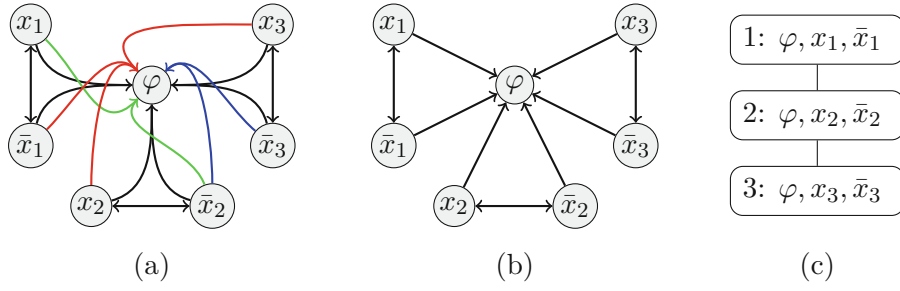 x₁ x₃
φ
x̄₁ x̄₃
x₂ x̄₂
(a)
x₁ x₃
φ
x̄₁ x̄₃
x₂ x̄₂
(b)
1: φ, x₁, x̄₁
2: φ, x₂, x̄₂
3: φ, x₃, x̄₃
(c)